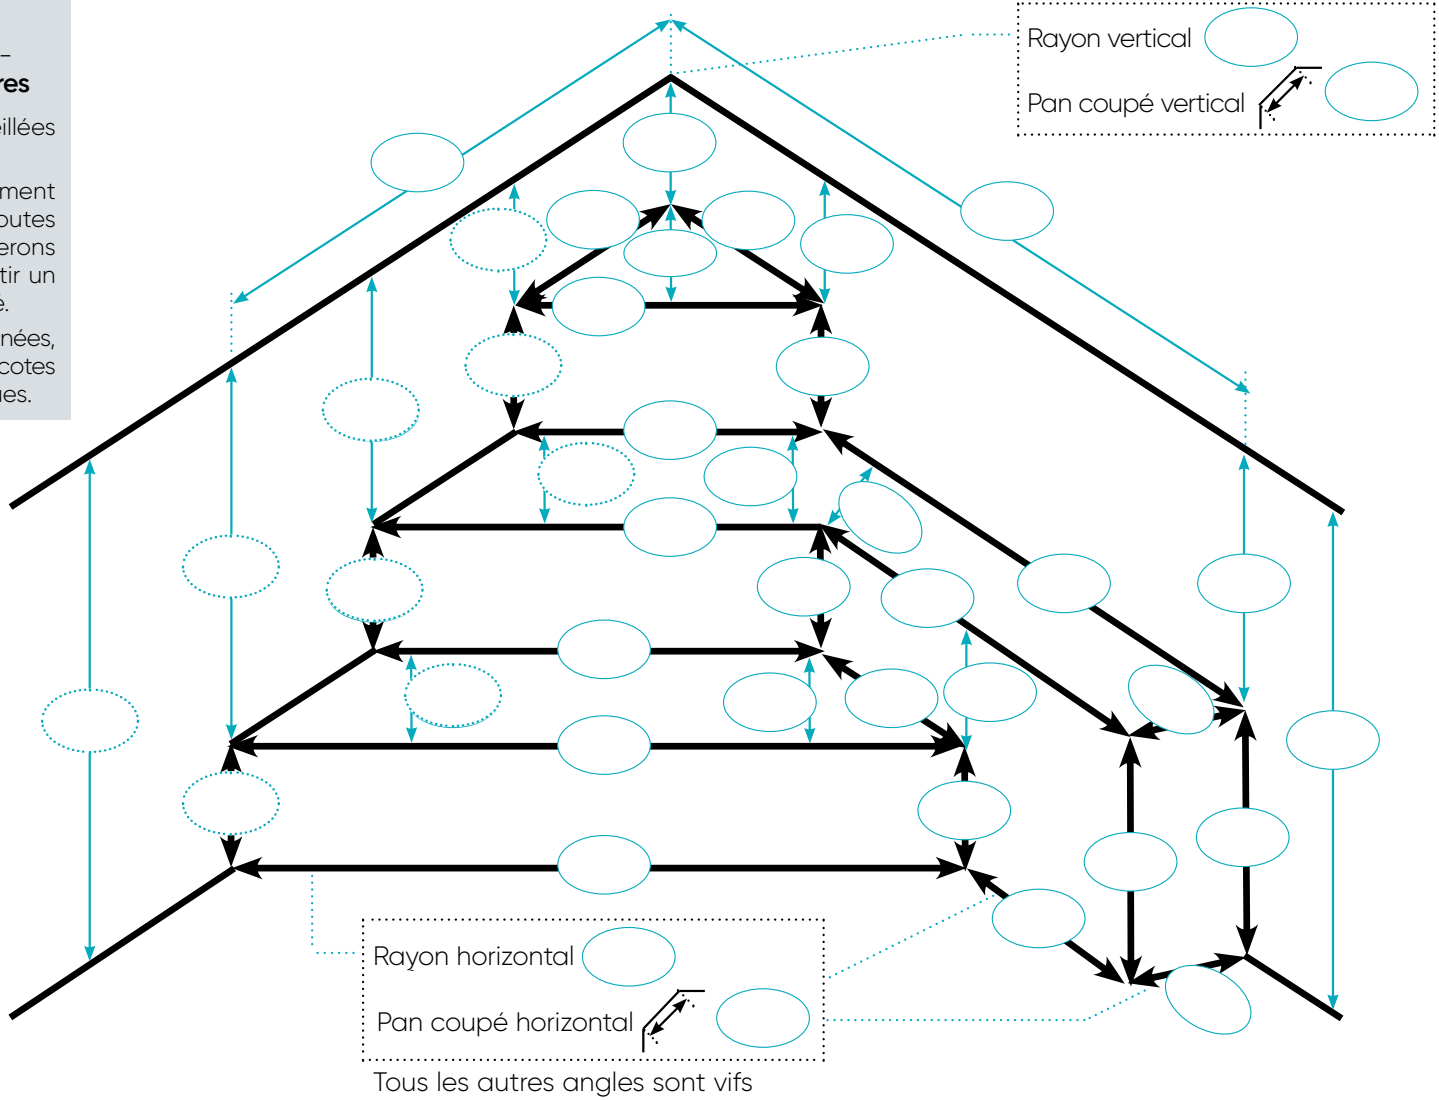 –
res
illées
ment
outes
erons
tir un
é.
nées,
cotes
ues.
Rayon vertical
Pan coupé vertical
Rayon horizontal
Pan coupé horizontal
Tous les autres angles sont vifs